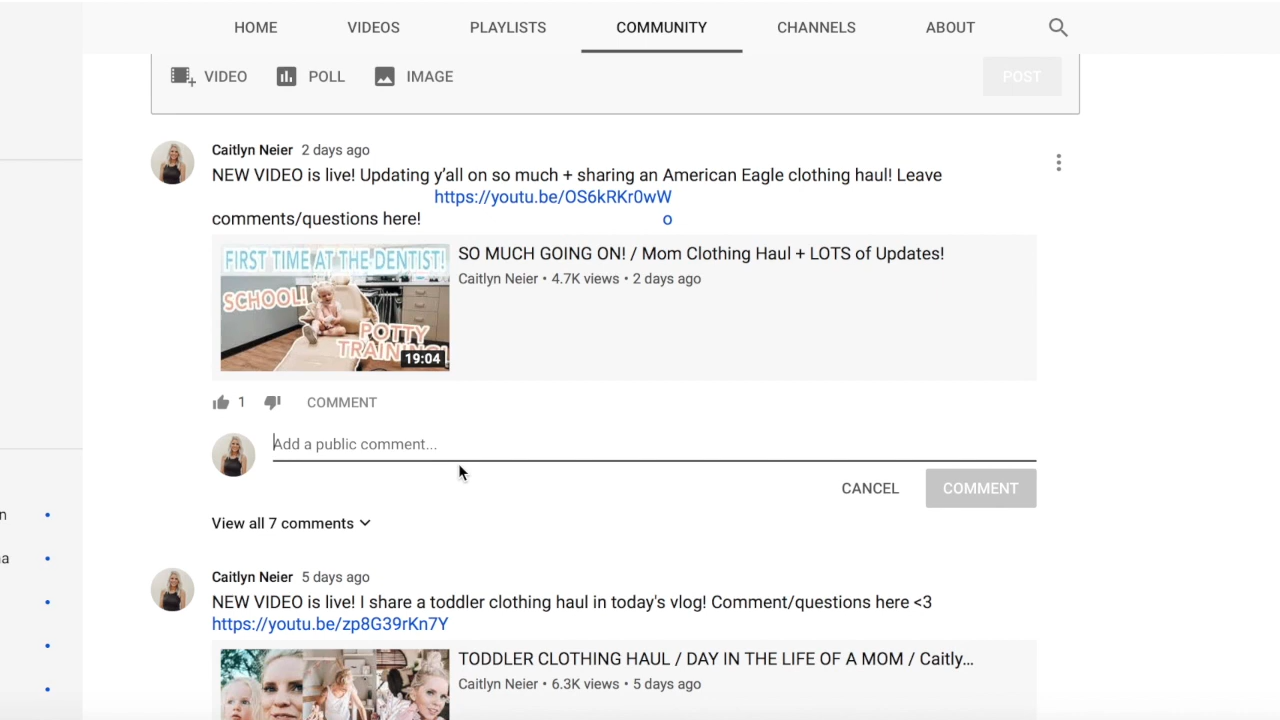 HOME VIDEOS PLAYLISTS COMMUNITY CHANNELS ABOUT
VIDEO POLL IMAGE POST
Caitlyn Neier 2 days ago
NEW VIDEO is live! Updating y'all on so much + sharing an American Eagle clothing haul! Leave
https://youtu.be/OS6kRKr0wW
comments/questions here! o
FIRST TIME AT THE DENTIST!
SCHOOL!
POTTY
TRAINING!
19:04
SO MUCH GOING ON! / Mom Clothing Haul + LOTS of Updates!
Caitlyn Neier • 4.7K views • 2 days ago
1 COMMENT
Add a public comment...
CANCEL COMMENT
View all 7 comments
Caitlyn Neier 5 days ago
NEW VIDEO is live! I share a toddler clothing haul in today's vlog! Comment/questions here <3
https://youtu.be/zp8G39rKn7Y
TODDLER CLOTHING HAUL / DAY IN THE LIFE OF A MOM / Caitly...
Caitlyn Neier • 6.3K views • 5 days ago
n
a